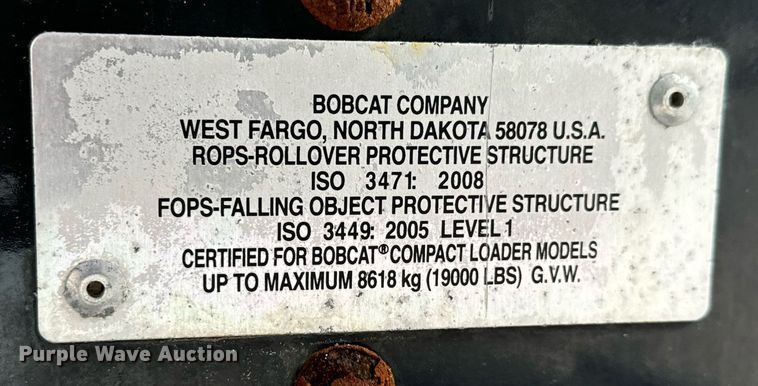 BOBCAT COMPANY
WEST FARGO, NORTH DAKOTA 58078 U.S.A.
ROPS-ROLLOVER PROTECTIVE STRUCTURE
ISO 3471: 2008
FOPS-FALLING OBJECT PROTECTIVE STRUCTURE
ISO 3449: 2005 LEVEL 1
CERTIFIED FOR BOBCAT® COMPACT LOADER MODELS
UP TO MAXIMUM 8618 kg (19000 LBS) G.V.W.
Purple Wave Auction